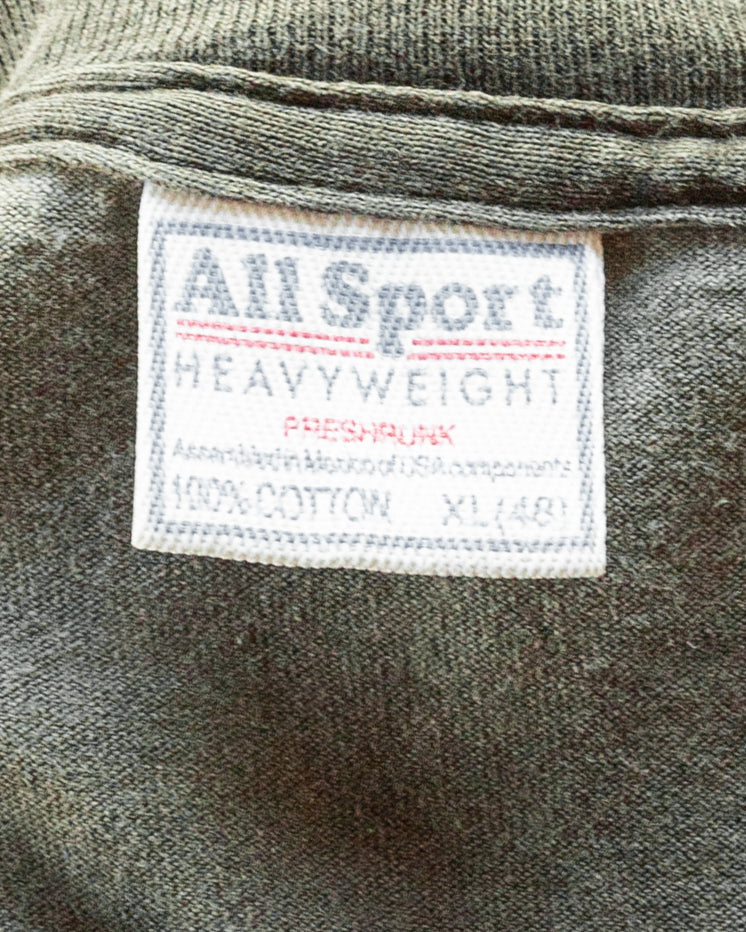 All Sport
HEAVYWEIGHT
PRESHRUNK
Assembled in Mexico of USA components
100% COTTON XL (48)